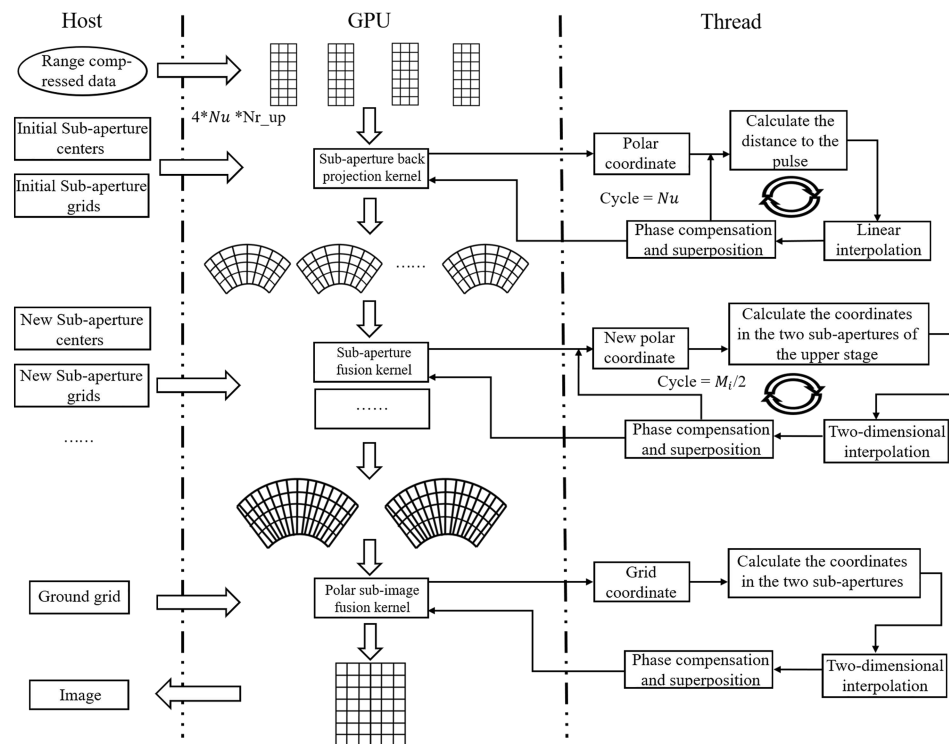 Host
GPU
Thread
Range comp-
ressed data
4*Nu *Nr_up
Initial Sub-aperture
centers
Initial Sub-aperture
grids
Sub-aperture back
projection kernel
Polar
coordinate
Calculate the
distance to the
pulse
Cycle = Nu
Phase compensation
and superposition
Linear
interpolation
......
New Sub-aperture
centers
New Sub-aperture
grids
......
Sub-aperture
fusion kernel
......
New polar
coordinate
Calculate the coordinates
in the two sub-apertures of
the upper stage
Cycle = M_i/2
Phase compensation
and superposition
Two-dimensional
interpolation
Ground grid
Polar sub-image
fusion kernel
Grid
coordinate
Calculate the coordinates
in the two sub-apertures
Phase compensation
and superposition
Two-dimensional
interpolation
Image